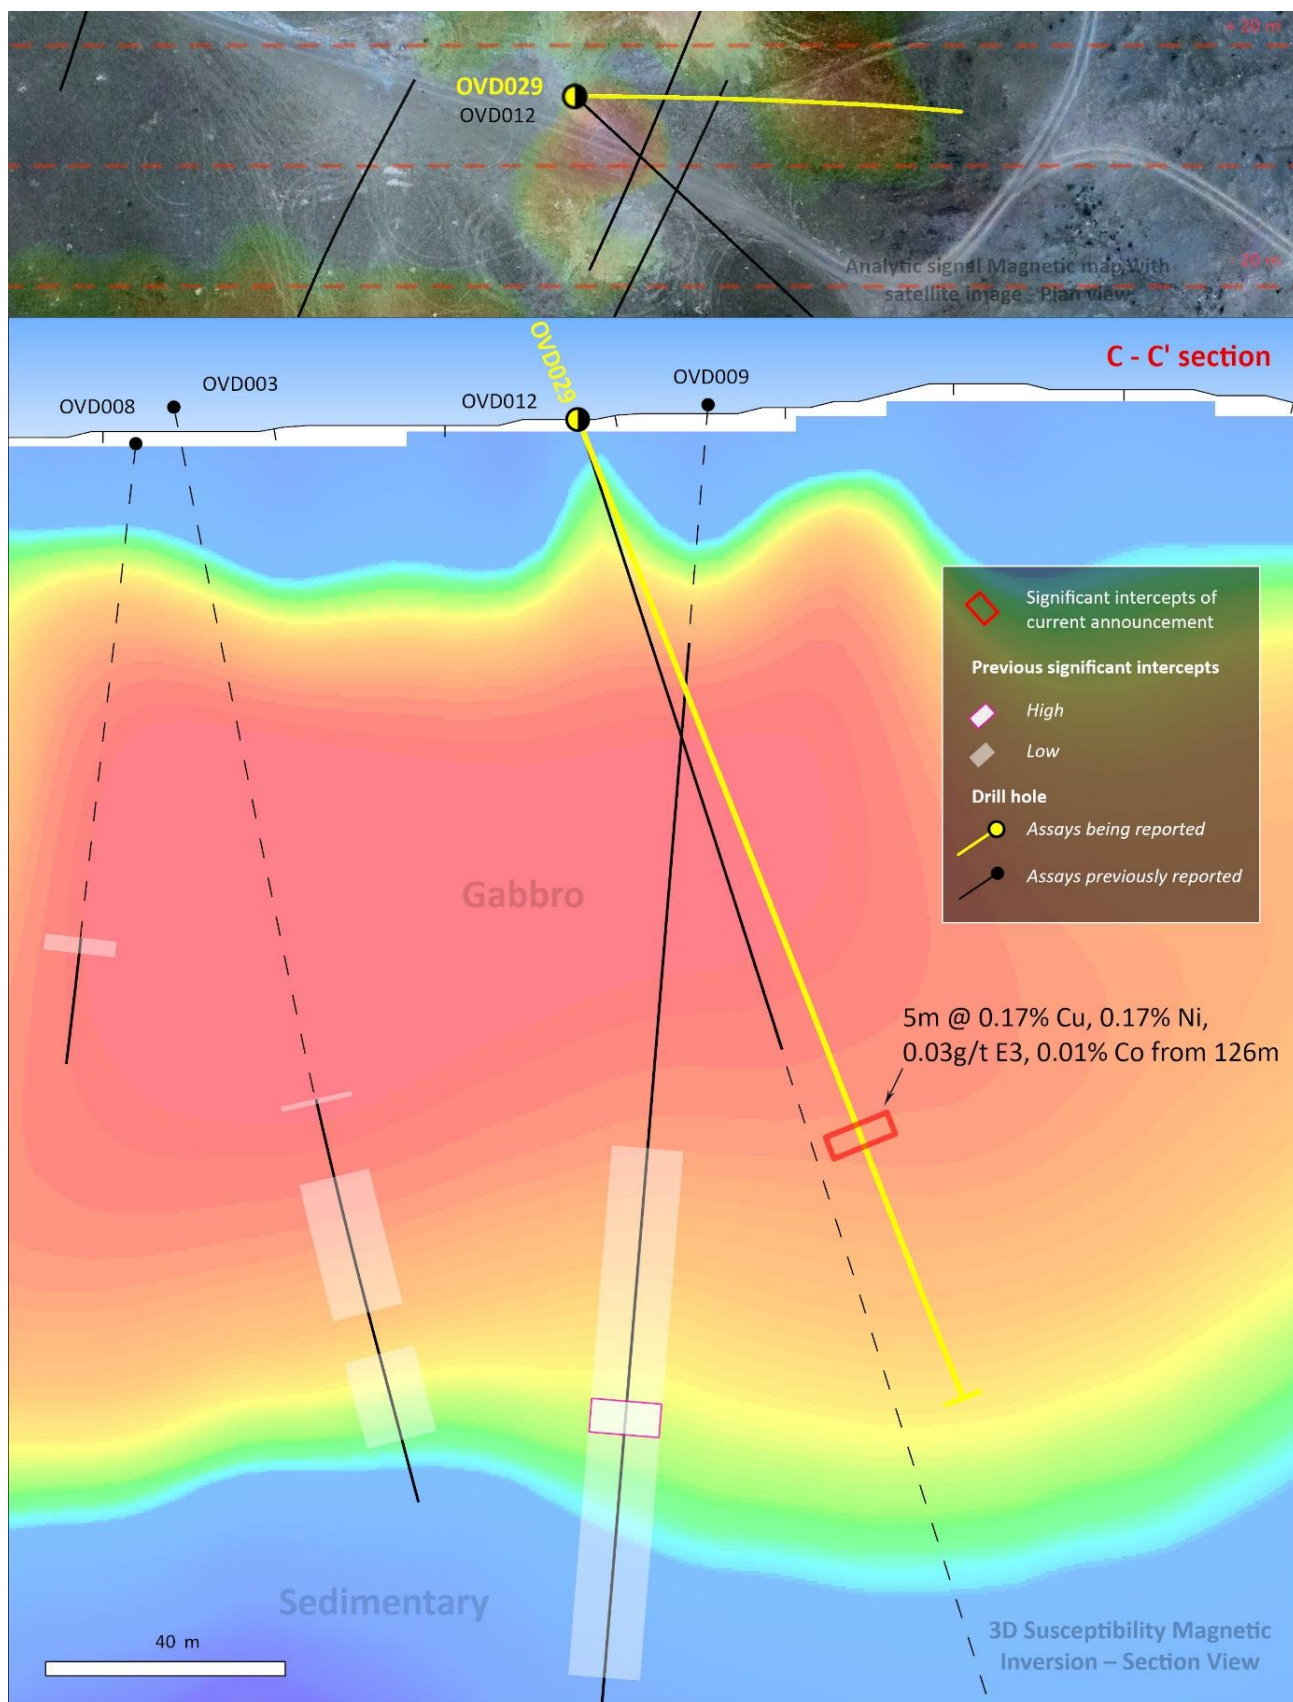 + 20 m
OVD029
OVD012
- 20 m
Analytic signal Magnetic map with
satellite image - Plan view
C - C' section
OVD029
OVD003
OVD009
OVD008
OVD012
Significant intercepts of
current announcement
Previous significant intercepts
High
Low
Drill hole
Assays being reported
Assays previously reported
Gabbro
5m @ 0.17% Cu, 0.17% Ni,
0.03g/t E3, 0.01% Co from 126m
Sedimentary
40 m
3D Susceptibility Magnetic
Inversion – Section View